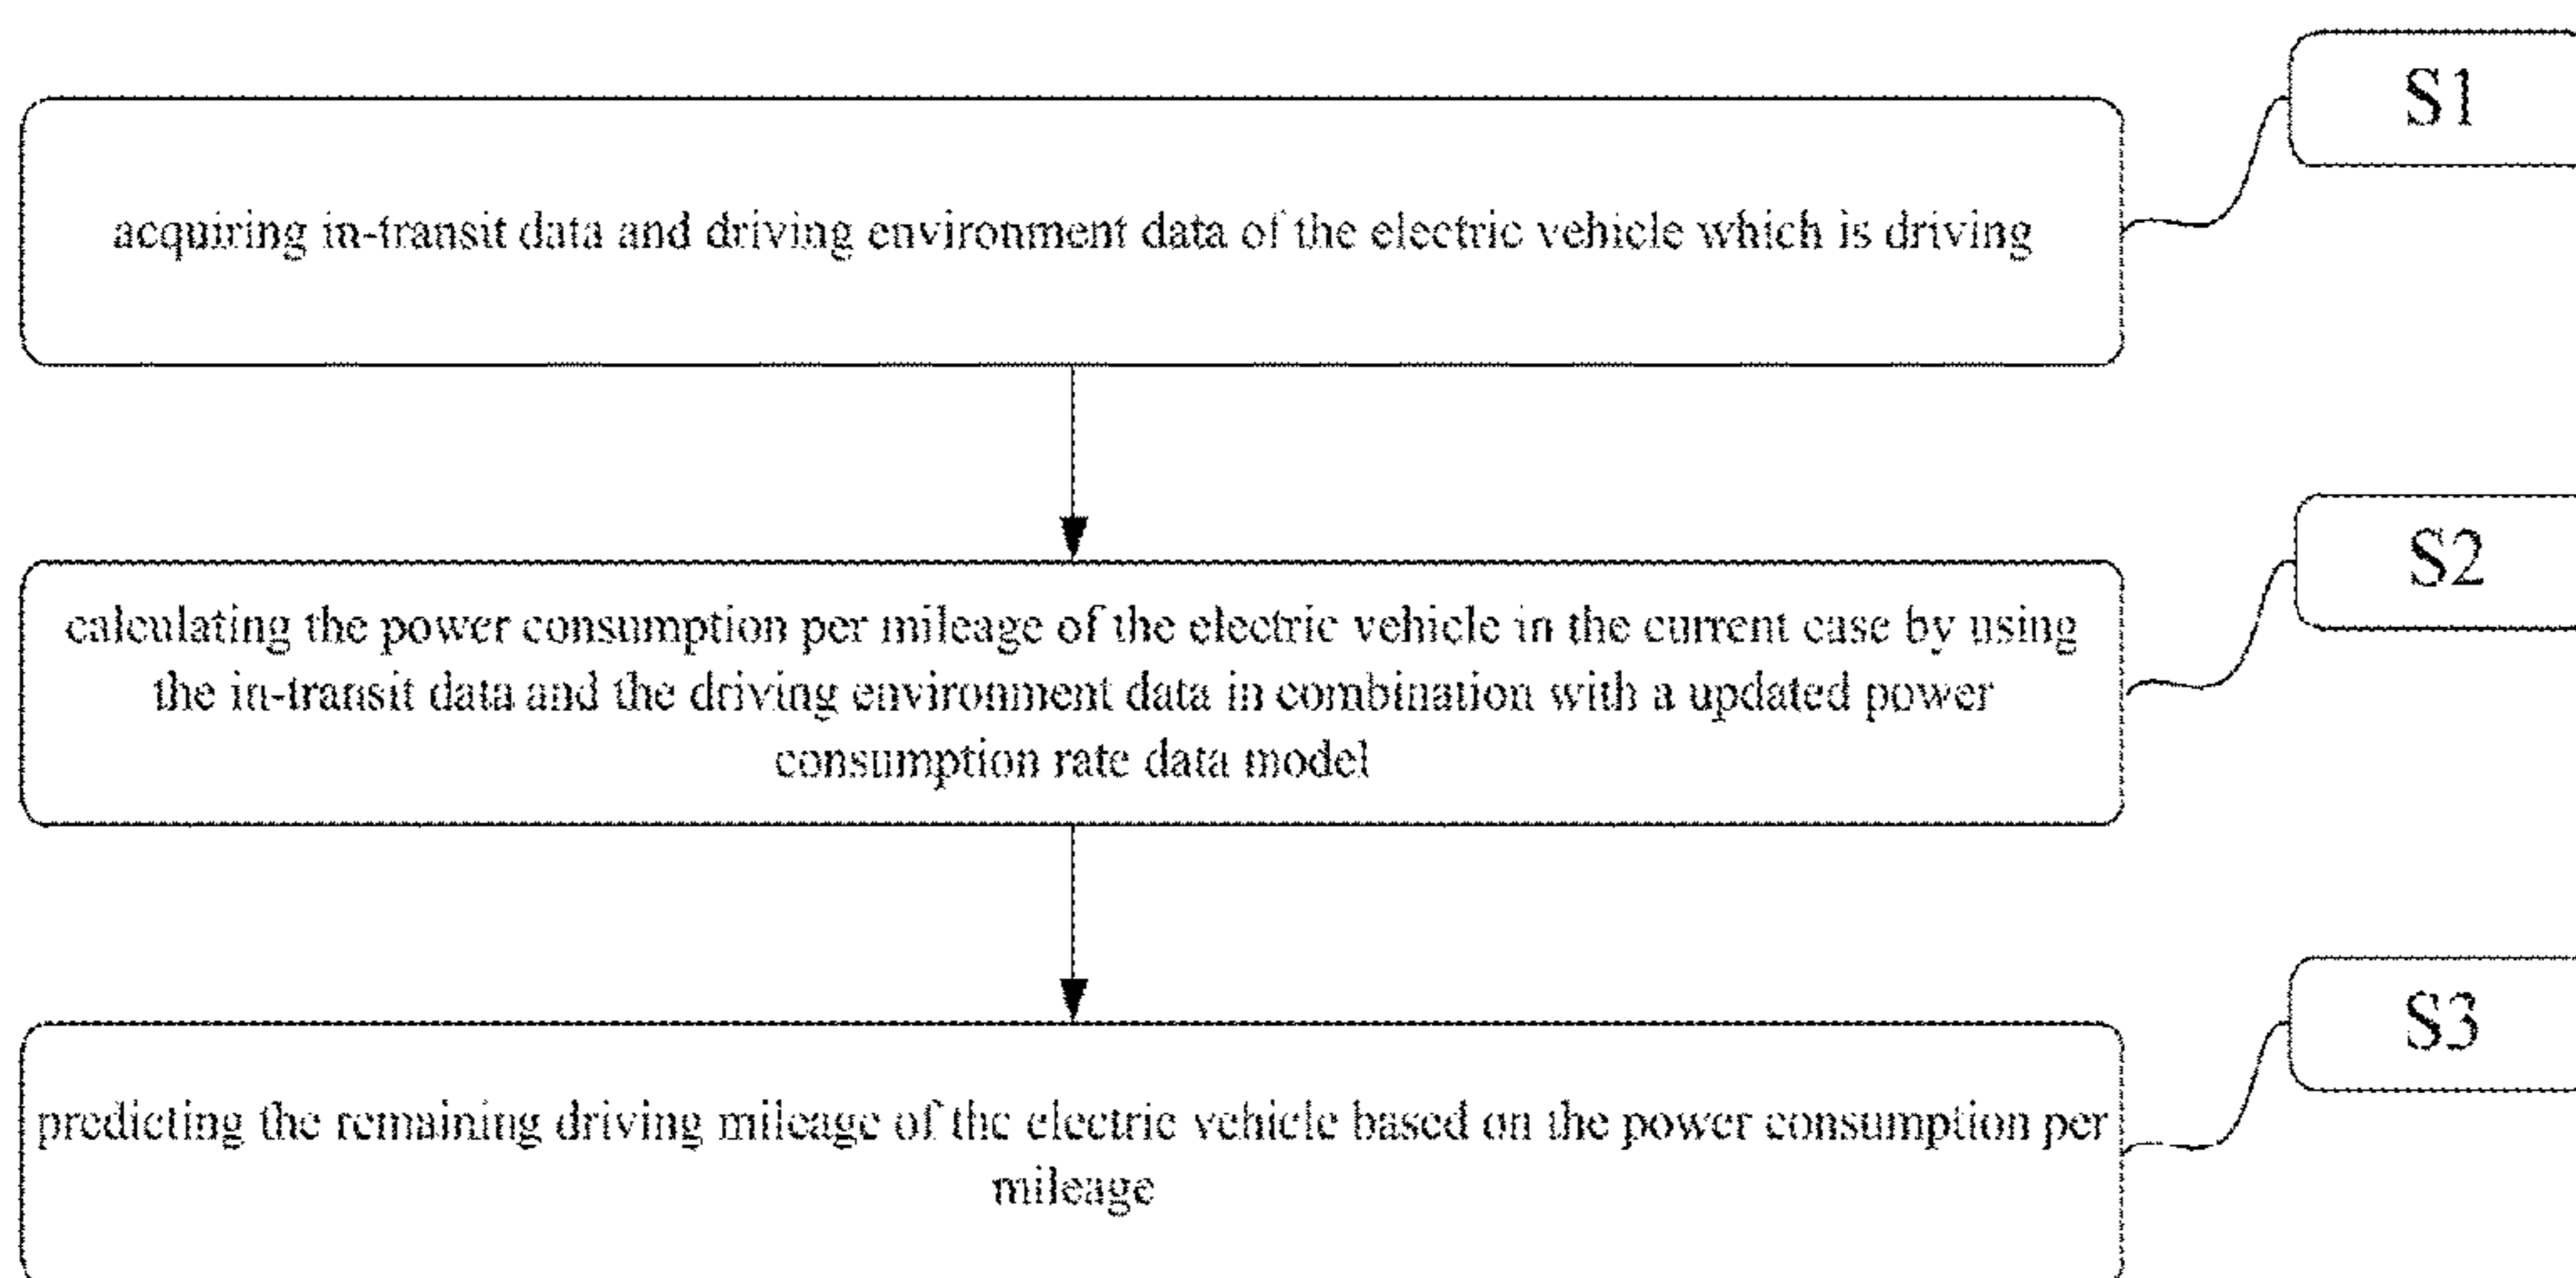 S1
acquiring in-transit data and driving environment data of the electric vehicle which is driving
S2
calculating the power consumption per mileage of the electric vehicle in the current case by using
the in-transit data and the driving environment data in combination with a updated power
consumption rate data model
S3
predicting the remaining driving mileage of the electric vehicle based on the power consumption per
mileage